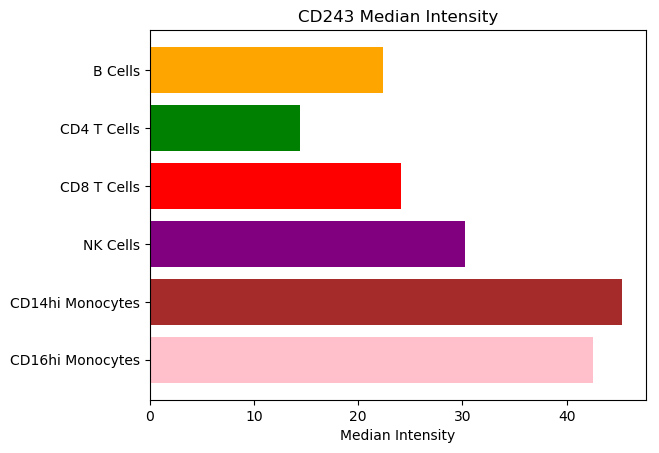 CD243 Median Intensity
B Cells
CD4 T Cells
CD8 T Cells
NK Cells
CD14hi Monocytes
CD16hi Monocytes
0 10 20 30 40
Median Intensity